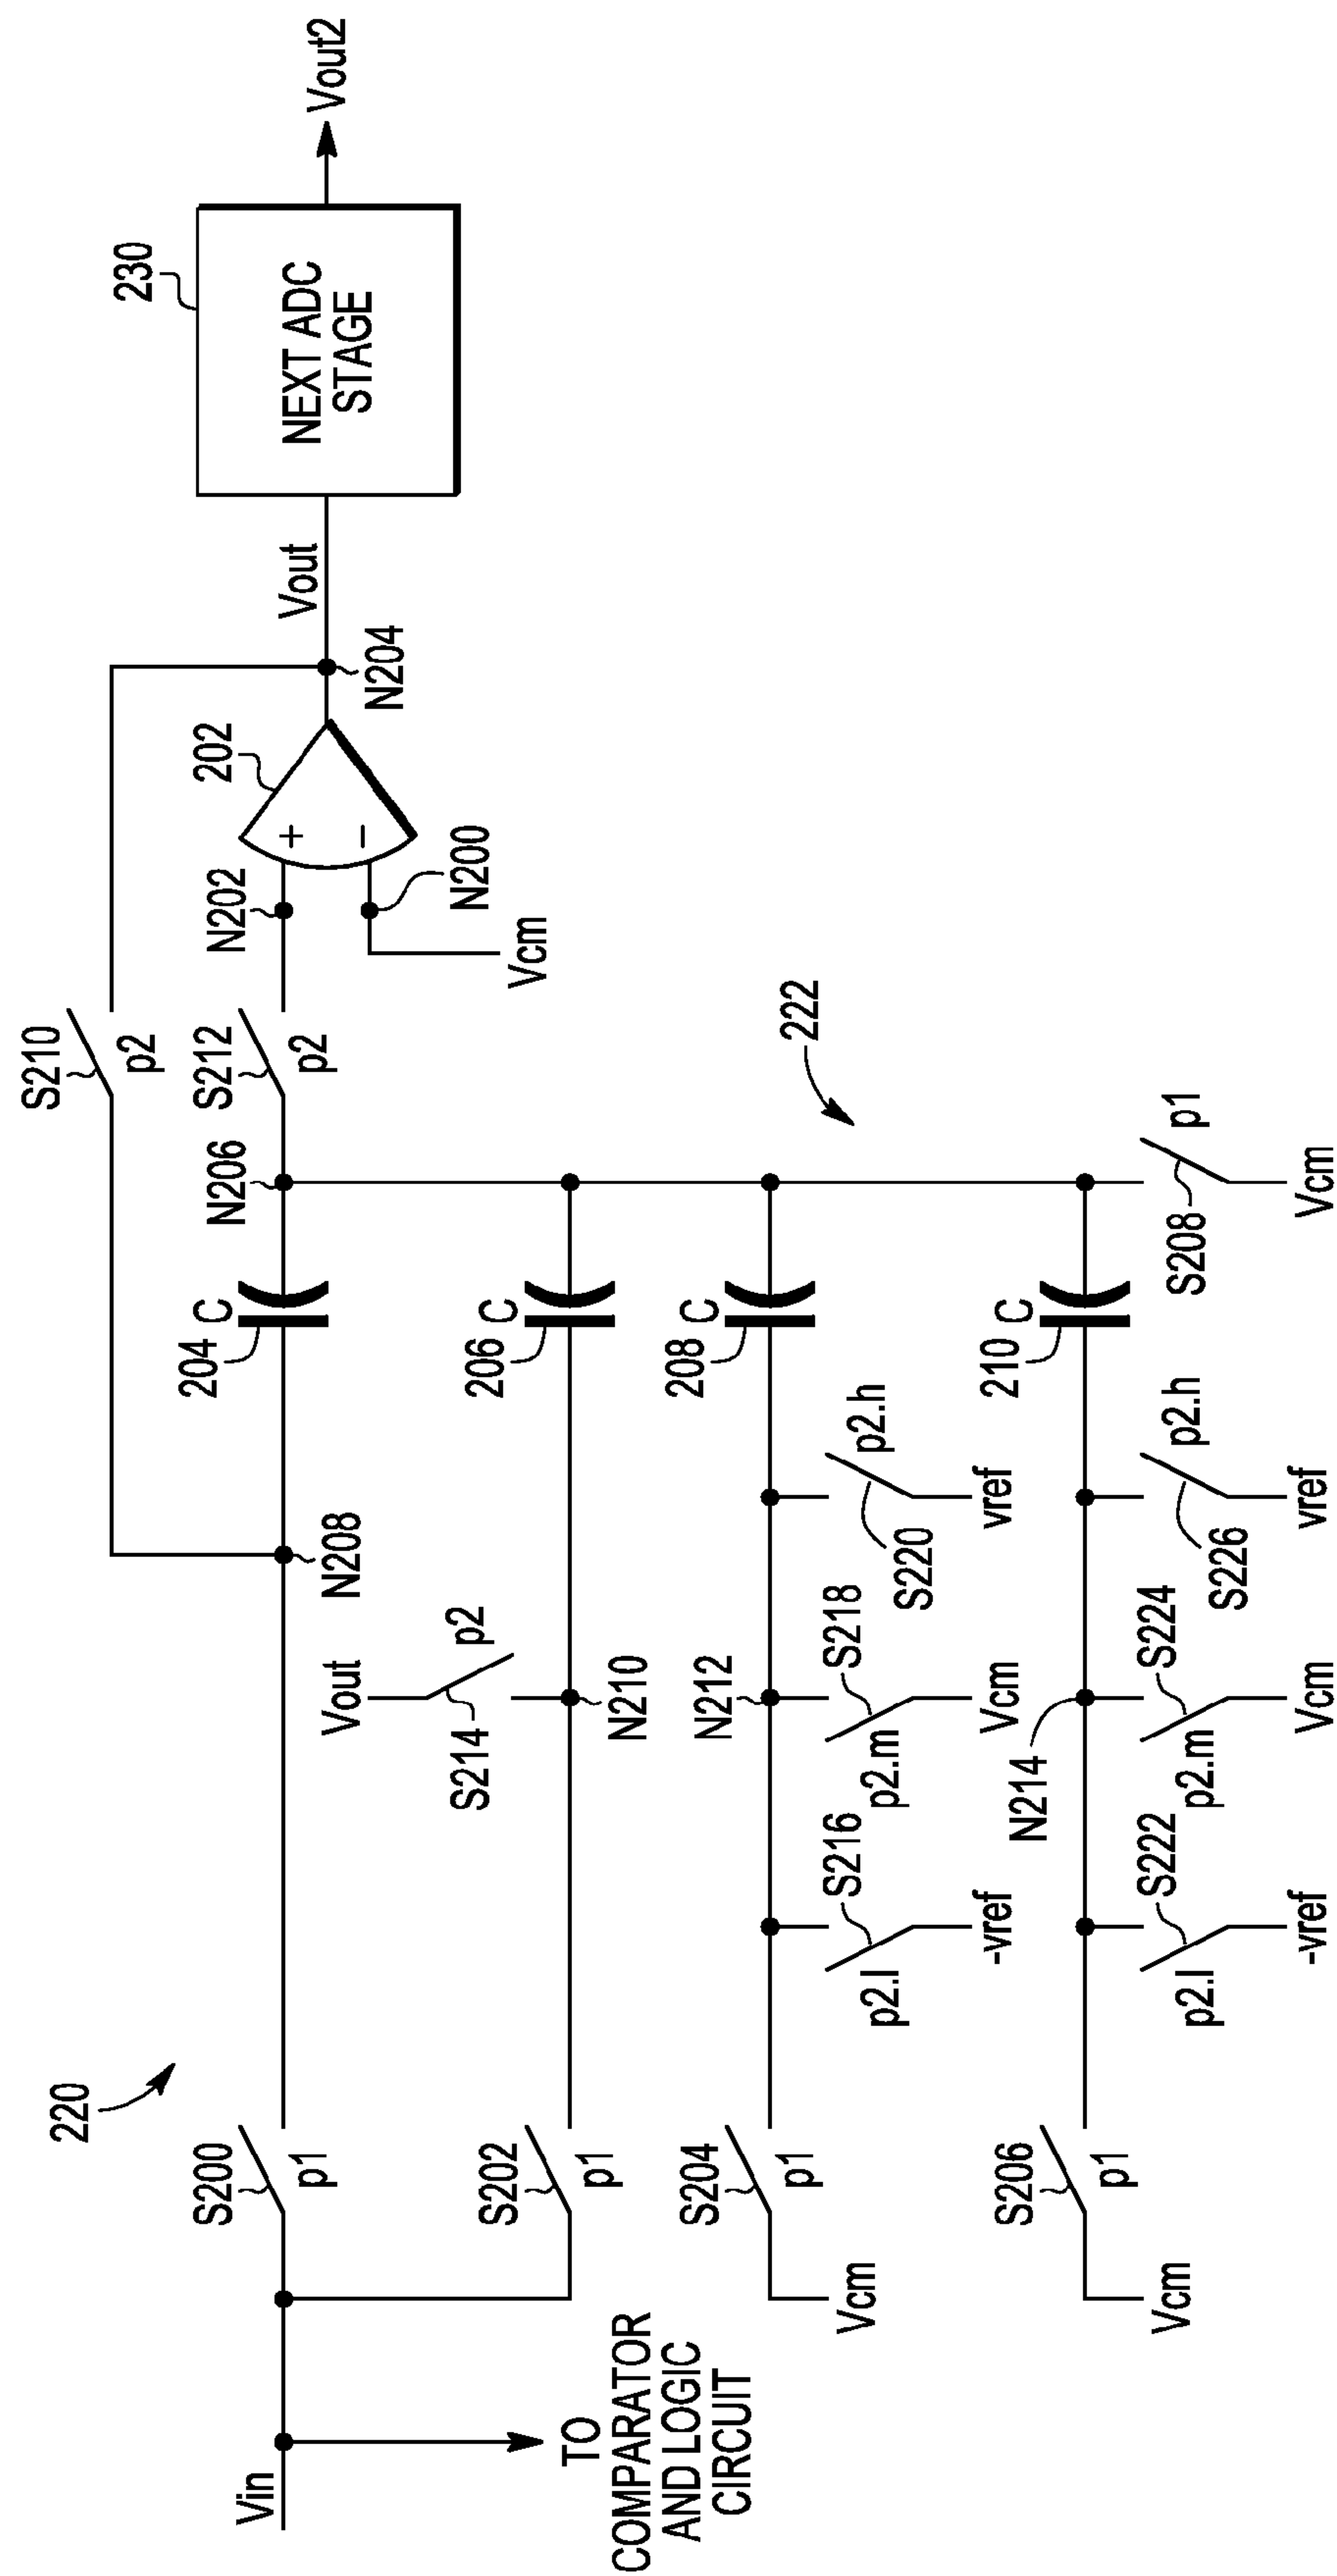 220
S210
p2
230
Vin
S200
p1
N208
204
C
N206
S212
p2
N202
202
+
-
N200
Vcm
N204
Vout
NEXT ADC
STAGE
Vout2
TO
COMPARATOR
AND LOGIC
CIRCUIT
S202
p1
Vout
S214
p2
N210
206
C
222
Vcm
S204
p1
p2.l
S216
-vref
N212
p2.m
S218
Vcm
S220
p2.h
vref
208
C
Vcm
S206
p1
p2.l
S222
-vref
N214
p2.m
S224
Vcm
S226
p2.h
vref
210
C
S208
p1
Vcm